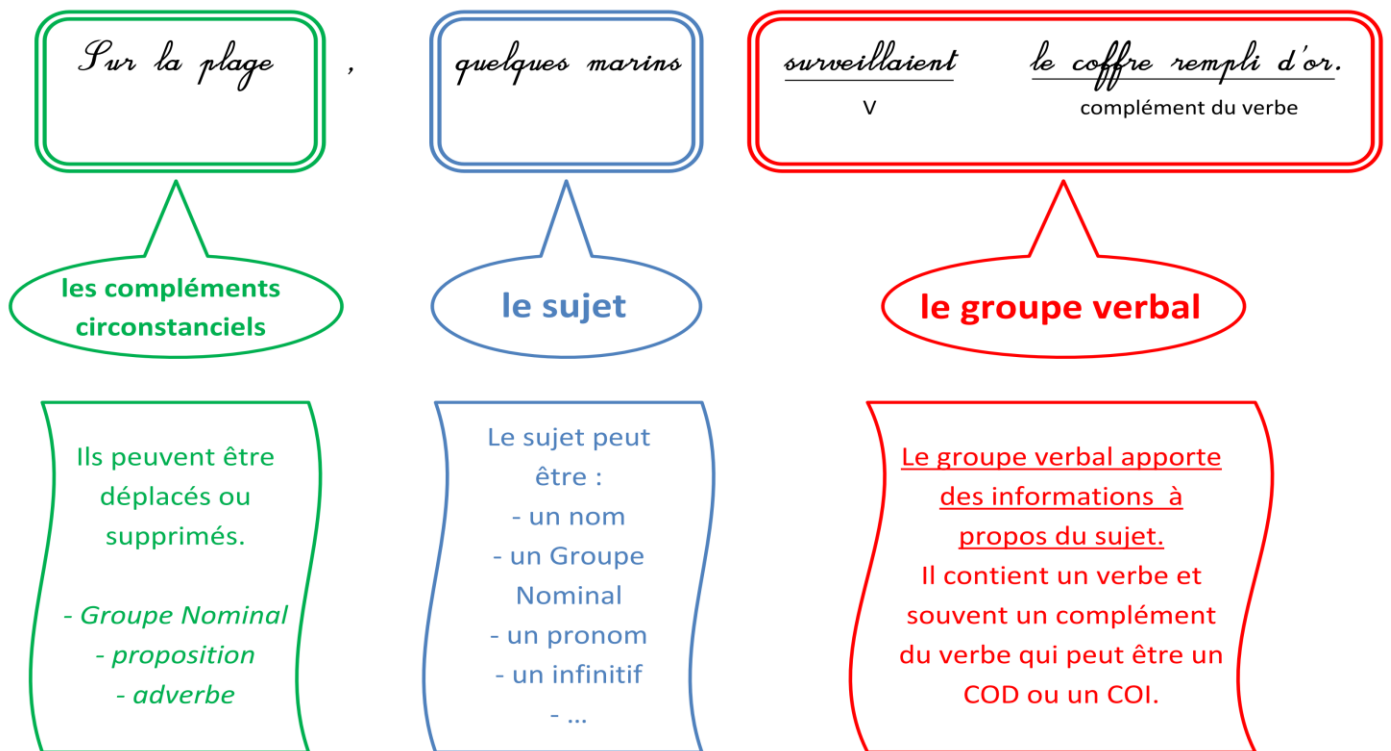 Sur la plage , quelques marins surveillaient le coffre rempli d'or.
V complément du verbe
les compléments
circonstanciels
le sujet
le groupe verbal
Ils peuvent être
déplacés ou
supprimés.
- Groupe Nominal
- proposition
- adverbe
Le sujet peut
être :
- un nom
- un Groupe
Nominal
- un pronom
- un infinitif
- ...
Le groupe verbal apporte
des informations à
propos du sujet.
Il contient un verbe et
souvent un complément
du verbe qui peut être un
COD ou un COI.